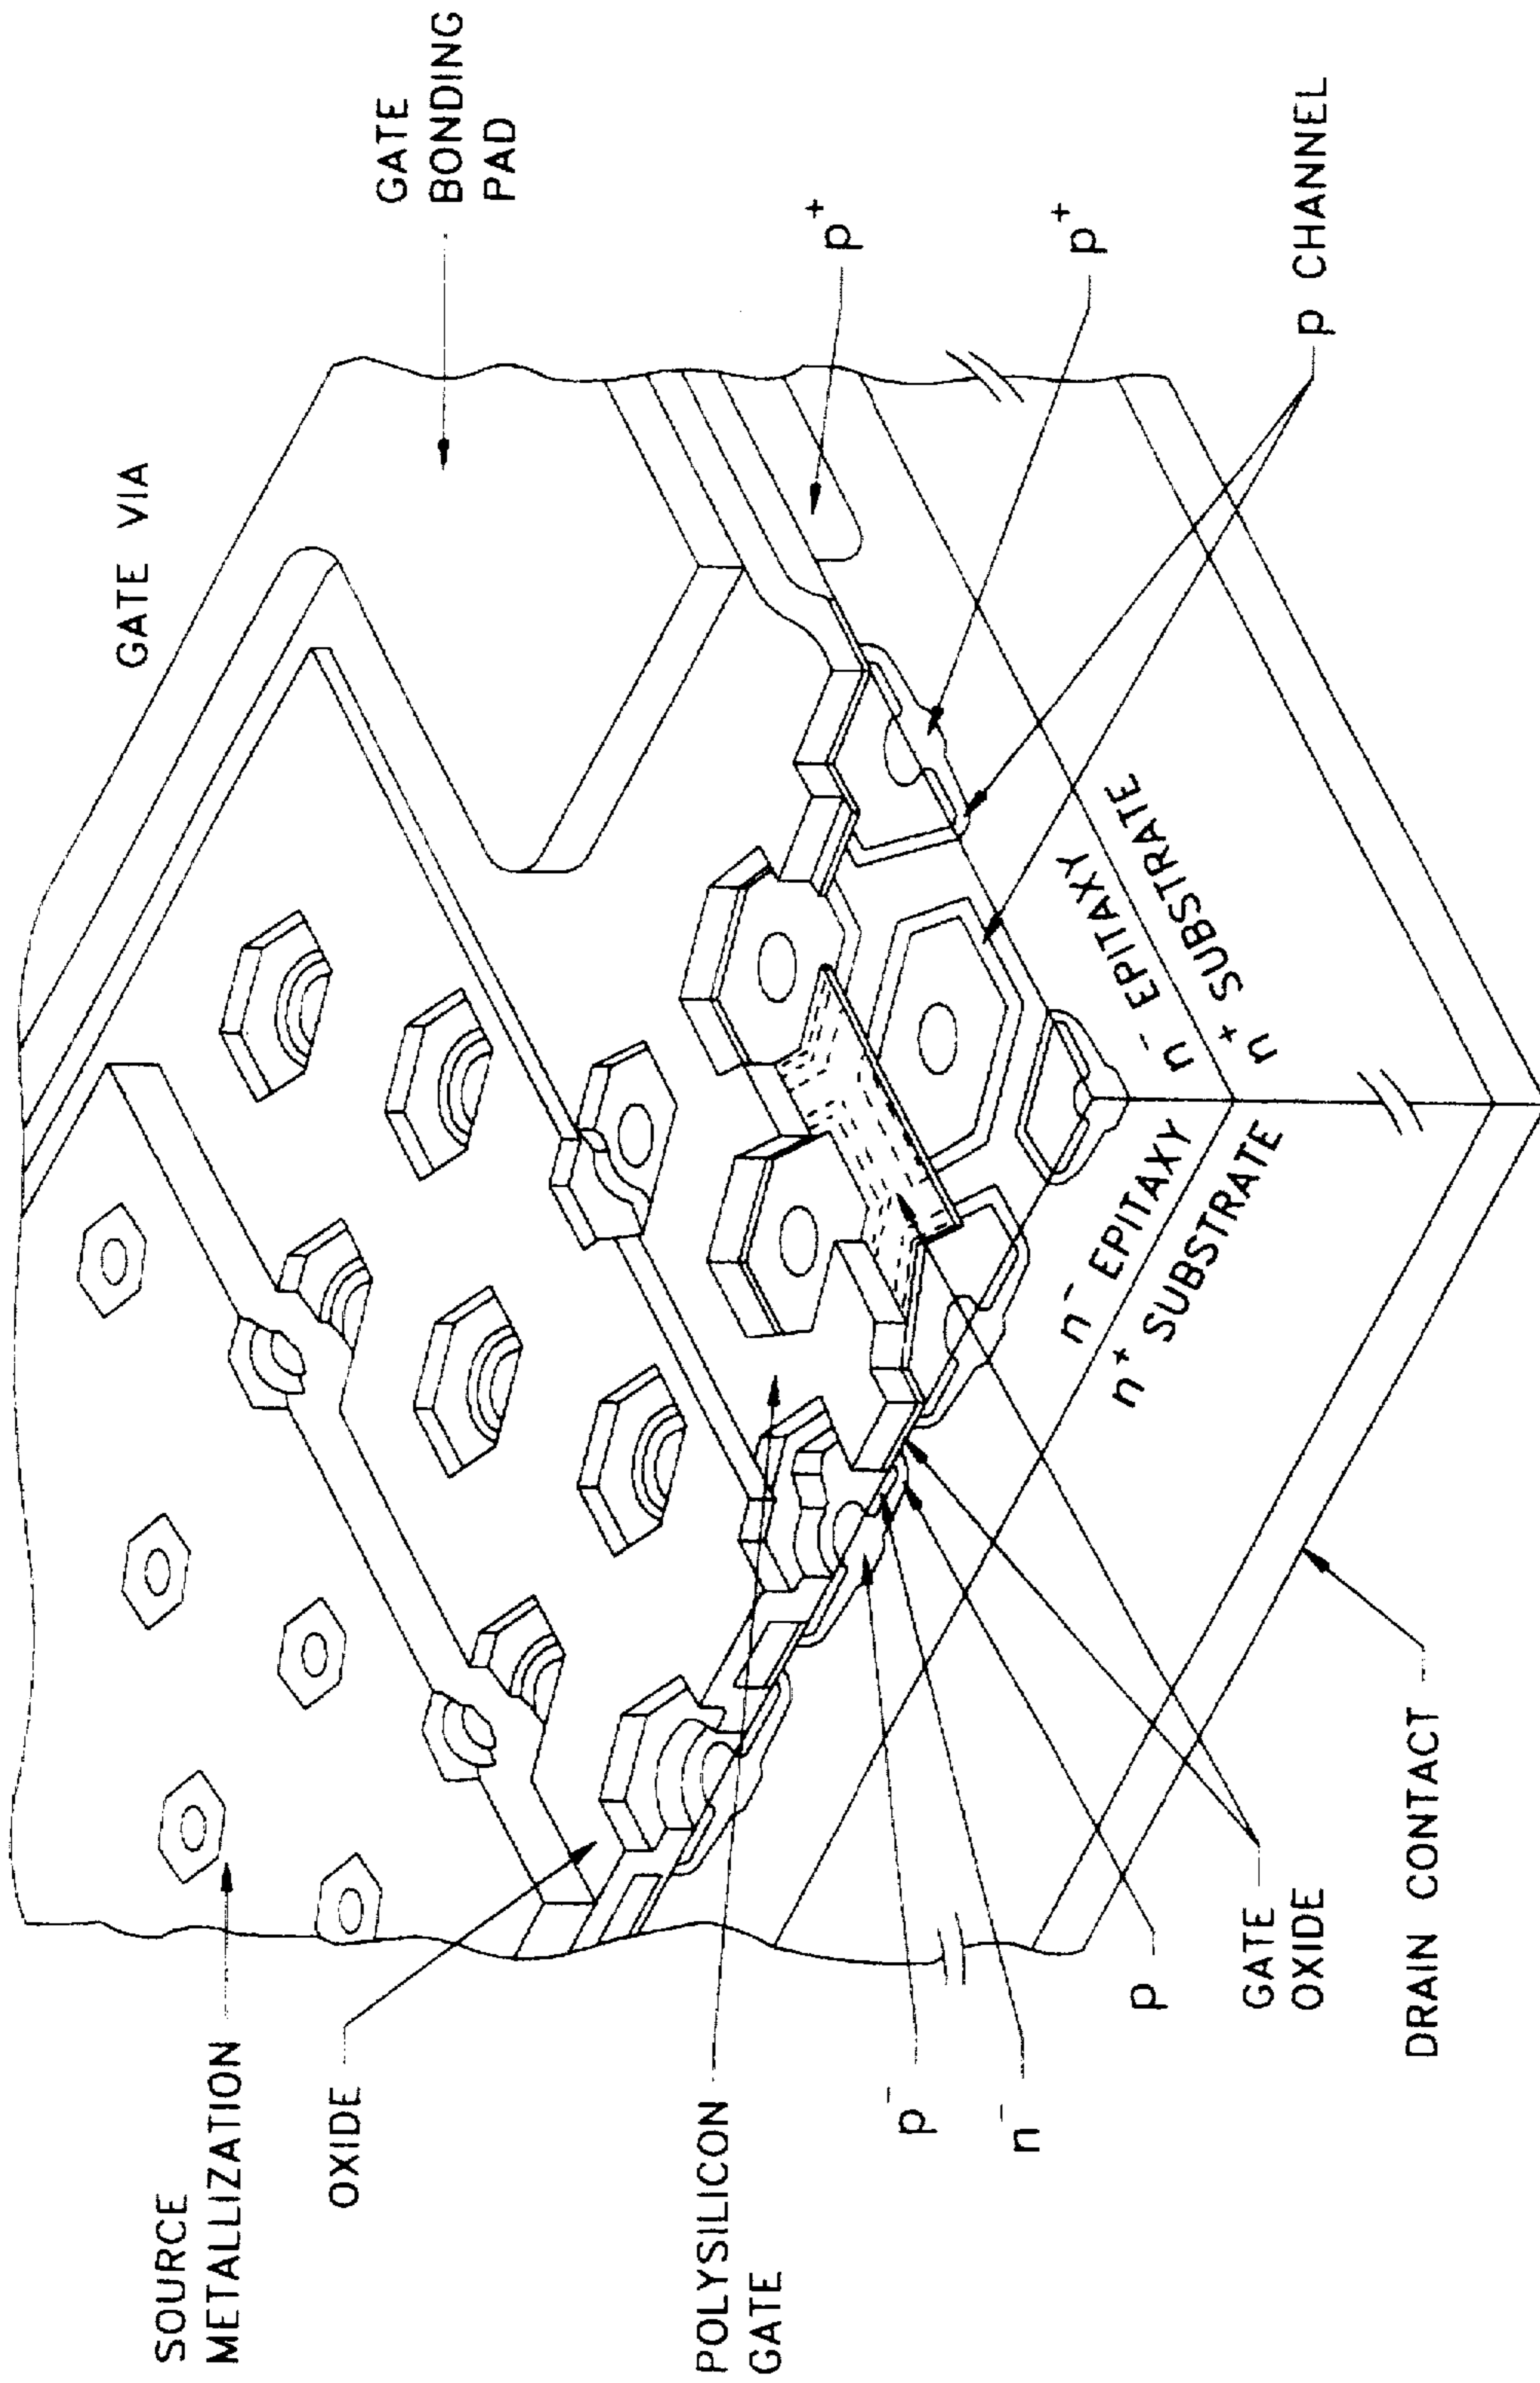 SOURCE
METALLIZATION
OXIDE
POLYSILICON
GATE
p⁻
n⁻
p
GATE
OXIDE
DRAIN CONTACT
GATE VIA
GATE
BONDING
PAD
p⁺
p⁺
p CHANNEL
n⁻ EPITAXY
n⁺ SUBSTRATE
n⁻ EPITAXY
n⁺ SUBSTRATE